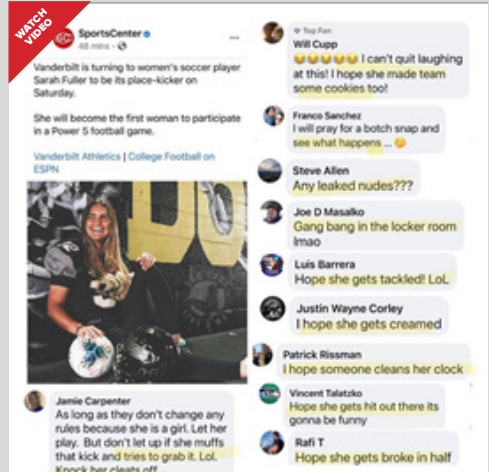 WATCH
VIDEO
SportsCenter
48 mins
Vanderbilt is turning to women's soccer player
Sarah Fuller to be its place-kicker on
Saturday.
She will become the first woman to participate
in a Power 5 football game.
Vanderbilt Athletics | College Football on
ESPN
Jamie Carpenter
As long as they don't change any
rules because she is a girl. Let her
play. But don't let up if she muffs
that kick and tries to grab it. Lol.
Knock her cleats off
Top Fan
Will Cupp
😂😂😂😂😂 I can't quit laughing
at this! I hope she made team
some cookies too!
Franco Sanchez
I will pray for a botch snap and
see what happens ... 😏
Steve Allen
Any leaked nudes???
Joe D Masalko
Gang bang in the locker room
lmao
Luis Barrera
Hope she gets tackled! LoL
Justin Wayne Corley
I hope she gets creamed
Patrick Rissman
I hope someone cleans her clock
Vincent Talatzko
Hope she gets hit out there its
gonna be funny
Rafi T
Hope she gets broke in half